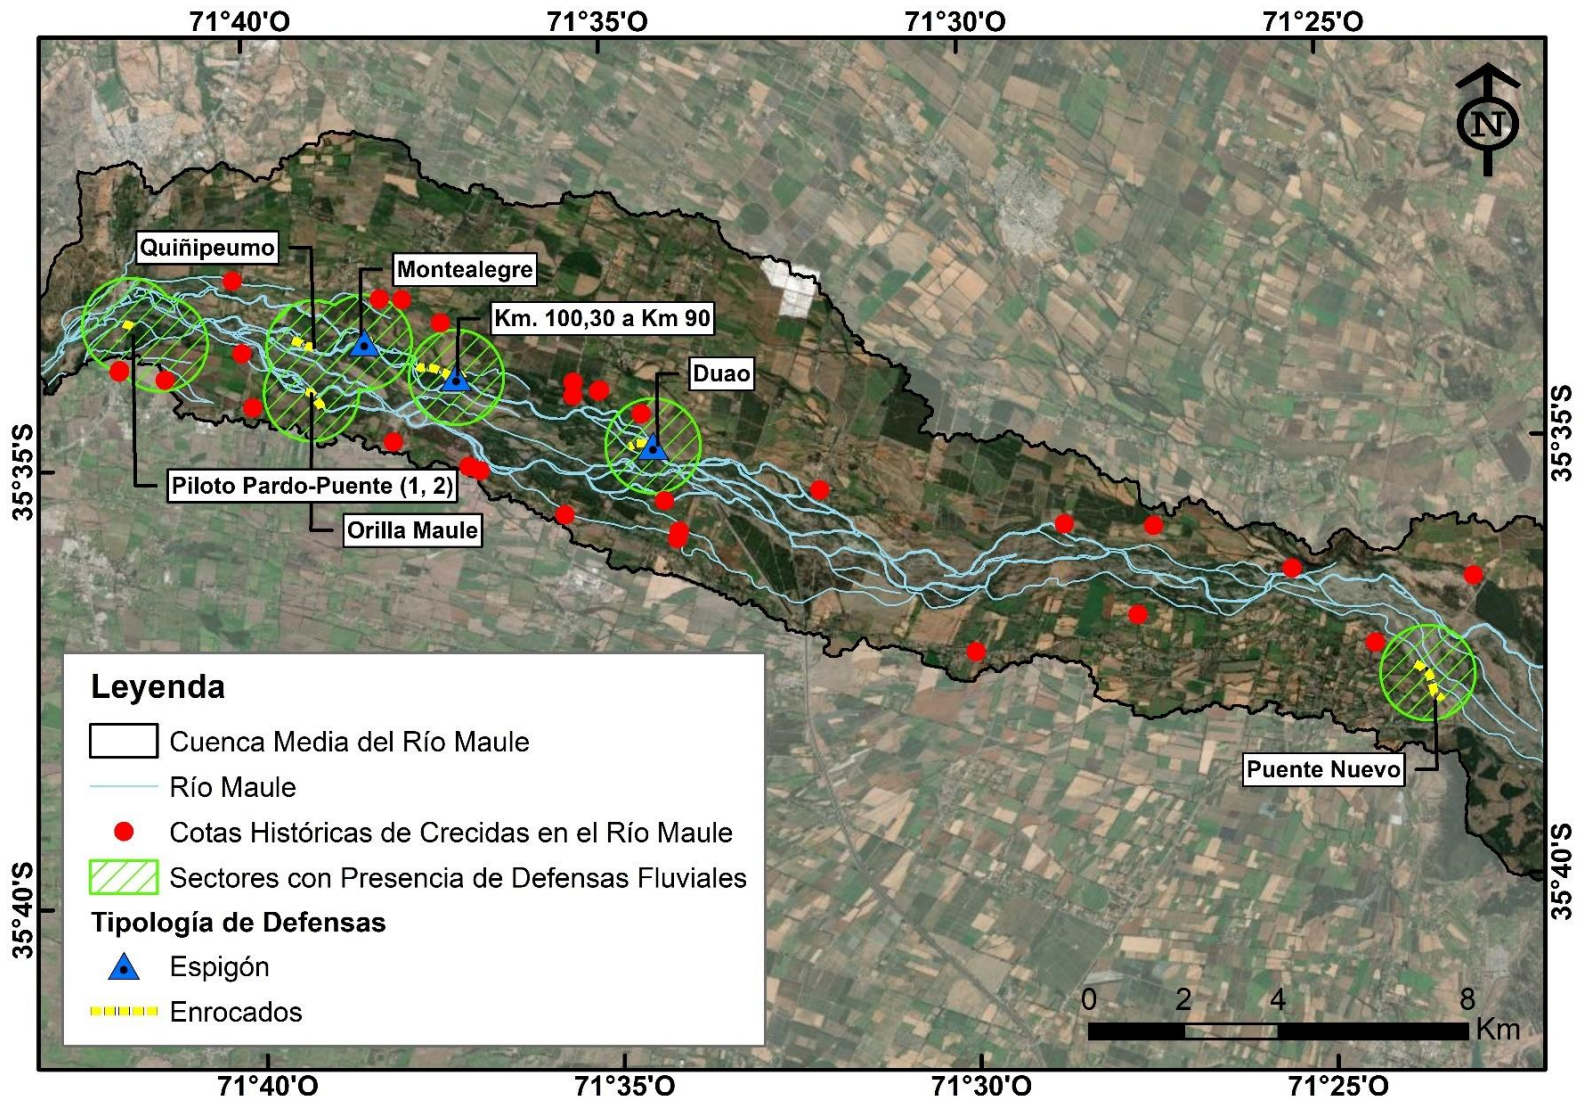 71°40'O
71°35'O
71°30'O
71°25'O
N
Quiñipeumo
Montealegre
Km. 100,30 a Km 90
Duao
35°35'S
35°35'S
Piloto Pardo-Puente (1, 2)
Orilla Maule
Puente Nuevo
Leyenda
Cuenca Media del Río Maule
Río Maule
Cotas Históricas de Crecidas en el Río Maule
Sectores con Presencia de Defensas Fluviales
Tipología de Defensas
Espigón
Enrocados
35°40'S
35°40'S
0 2 4 8
Km
71°40'O
71°35'O
71°30'O
71°25'O